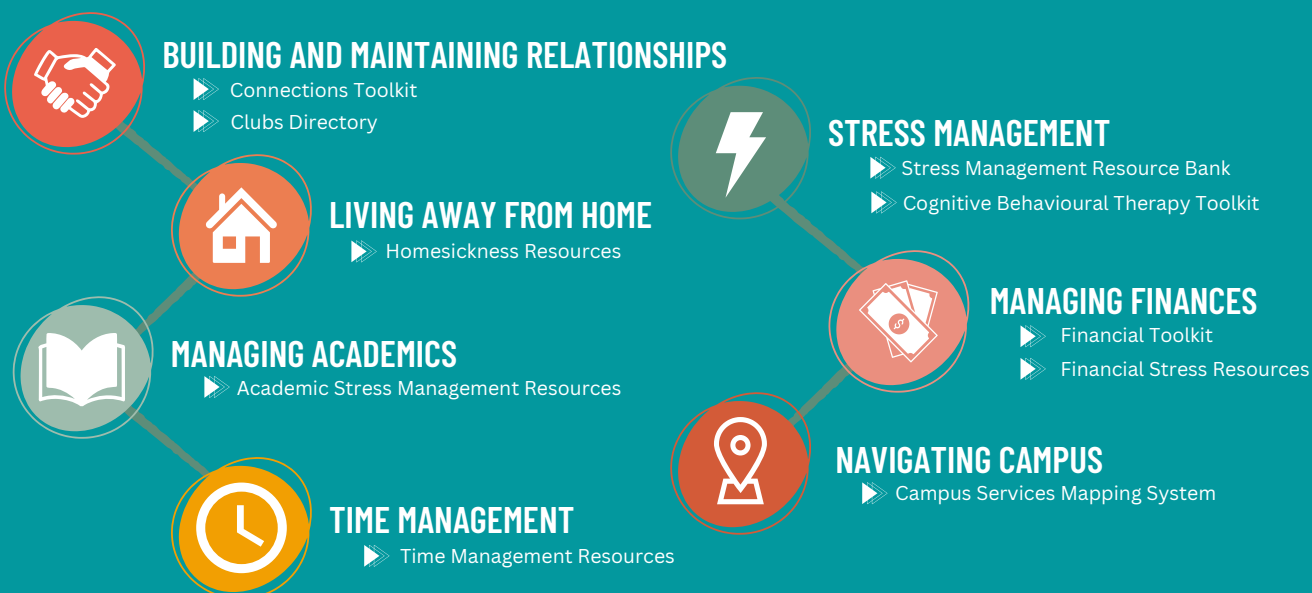 BUILDING AND MAINTAINING RELATIONSHIPS
Connections Toolkit
Clubs Directory
LIVING AWAY FROM HOME
Homesickness Resources
MANAGING ACADEMICS
Academic Stress Management Resources
TIME MANAGEMENT
Time Management Resources
STRESS MANAGEMENT
Stress Management Resource Bank
Cognitive Behavioural Therapy Toolkit
MANAGING FINANCES
Financial Toolkit
Financial Stress Resources
NAVIGATING CAMPUS
Campus Services Mapping System